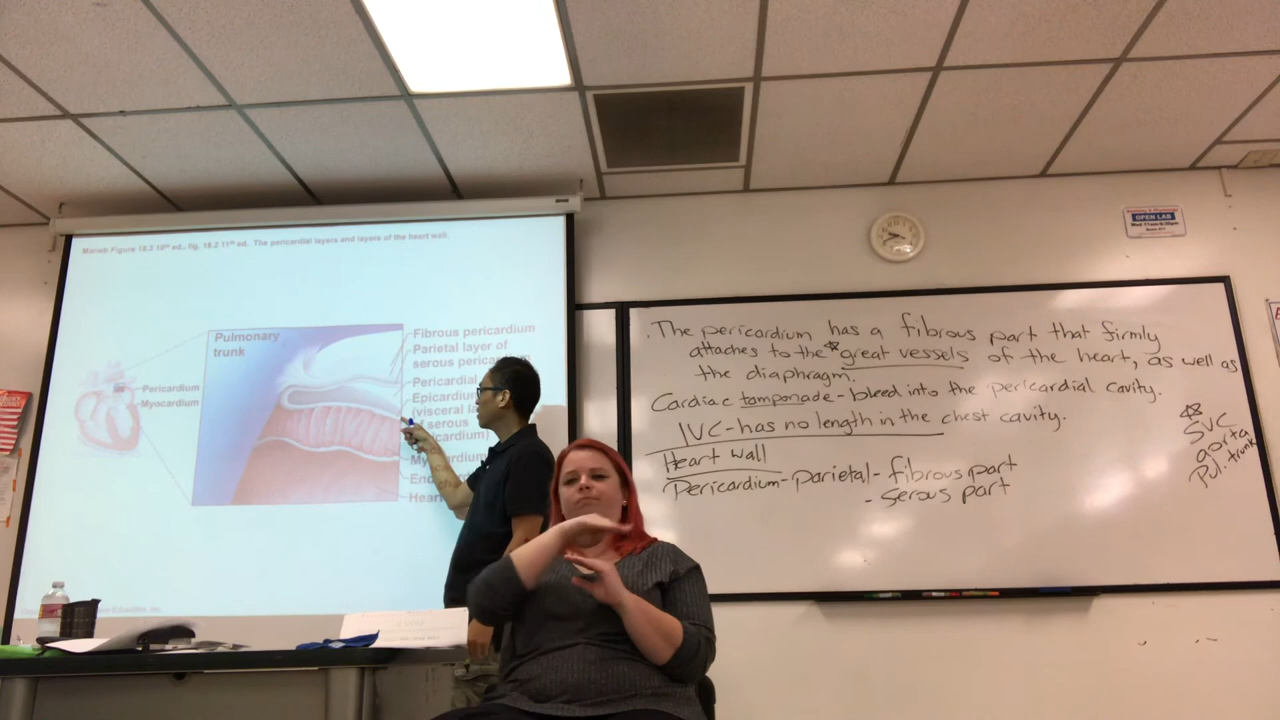 Marieb Figure 18.3 10th ed., fig. 18.2 11th ed. The pericardial layers and layers of the heart wall.
Pulmonary
trunk
Pericardium
Myocardium
Fibrous pericardium
Parietal layer of
serous
Pericardial
Epicardium
(visceral
of serous
Heart
The pericardium has a fibrous part that firmly
attaches to the great vessels of the heart, as well as
the diaphragm.
Cardiac tamponade - bleed into the pericardial cavity.
IVC - has no length in the chest cavity.
Heart wall
Pericardium - parietal - fibrous part
- serous part
SVC
aorta
Pul. trunk
OPEN LAB